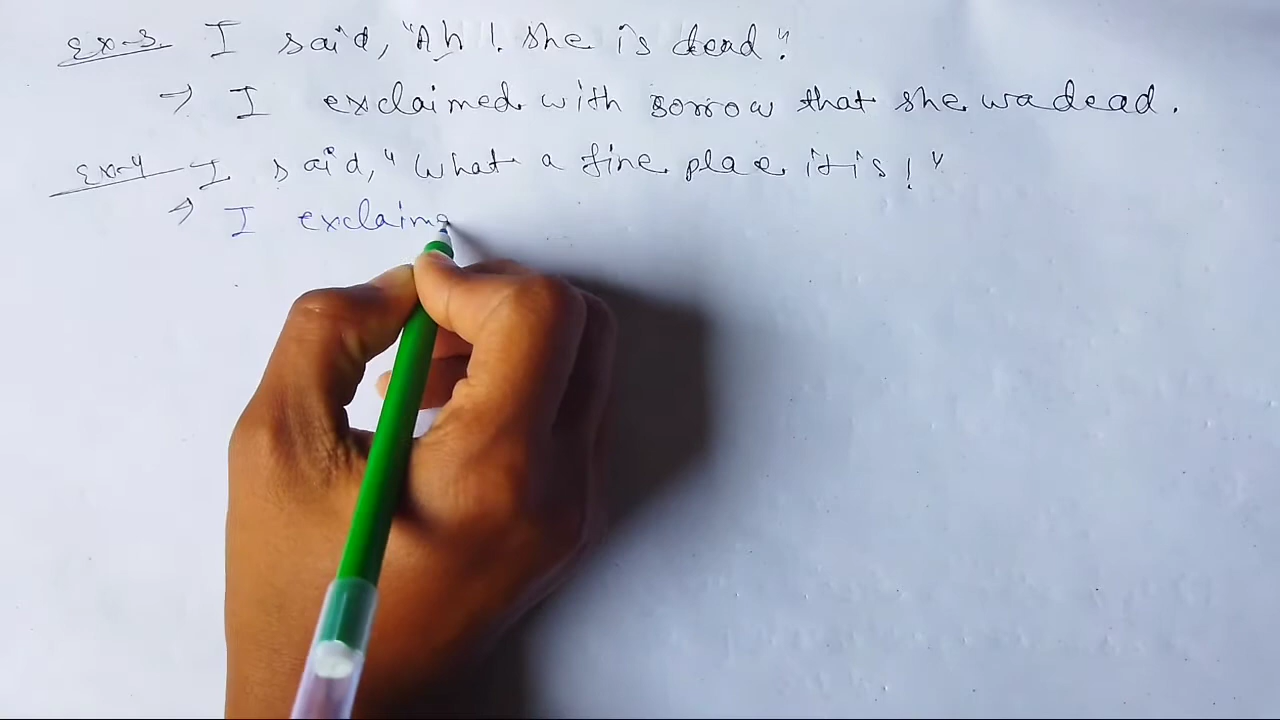 Ex-3. I said, "Ah! she is dead".
→ I exclaimed with sorrow that she wa dead.
Ex-4 I said, "What a fine place it is!"
→ I exclaime